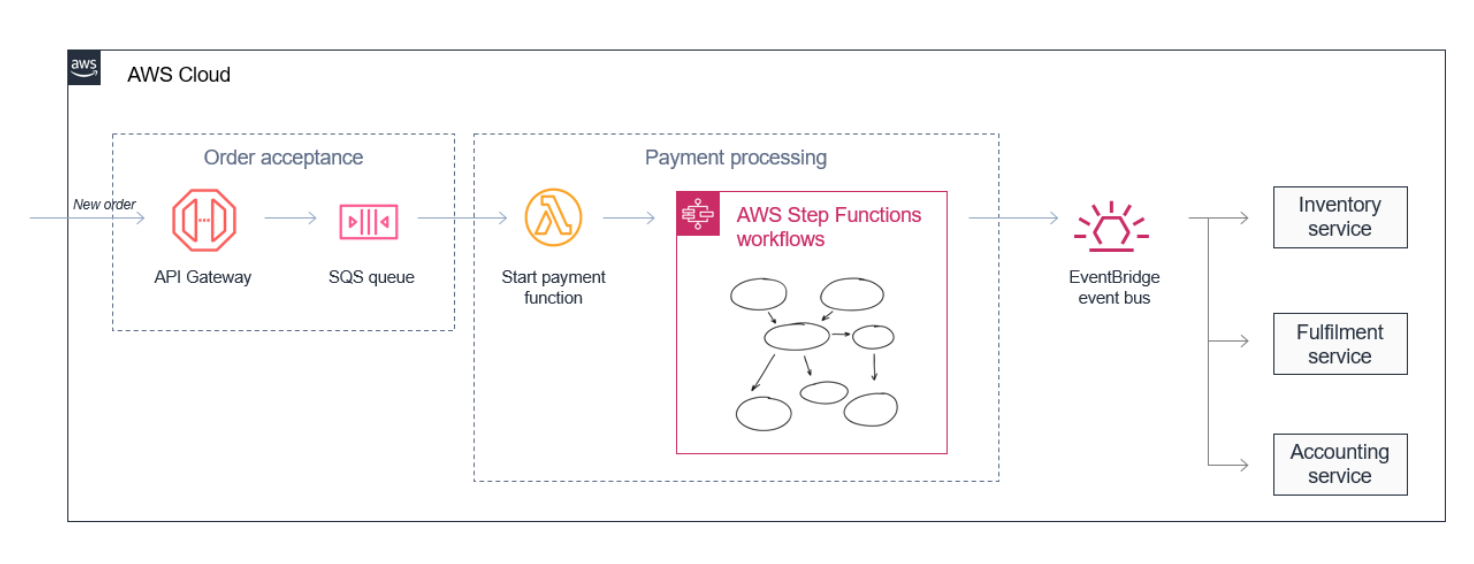 aws
AWS Cloud
Order acceptance
New order
API Gateway
SQS queue
Payment processing
Start payment
function
AWS Step Functions
workflows
EventBridge
event bus
Inventory
service
Fulfilment
service
Accounting
service